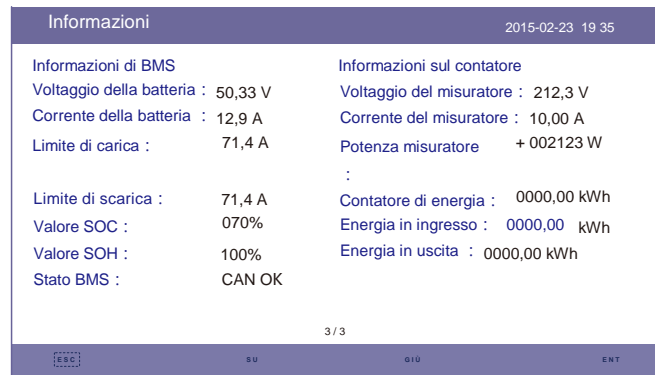 Informazioni
2015-02-23 19 35
Informazioni di BMS
Voltaggio della batteria : 50,33 V
Corrente della batteria : 12,9 A
Limite di carica : 71,4 A
Limite di scarica : 71,4 A
Valore SOC : 070%
Valore SOH : 100%
Stato BMS : CAN OK
Informazioni sul contatore
Voltaggio del misuratore : 212,3 V
Corrente del misuratore : 10,00 A
Potenza misuratore + 002123 W
:
Contatore di energia : 0000,00 kWh
Energia in ingresso : 0000,00 kWh
Energia in uscita : 0000,00 kWh
3 / 3
ESC SU GIÙ ENT